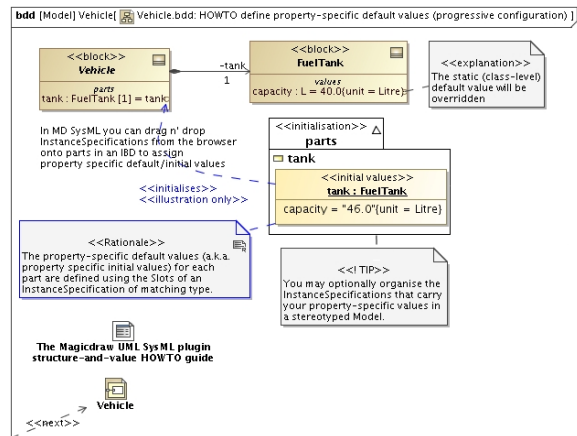 bdd [Model] Vehicle[ Vehicle.bdd: HOWTO define property-specific default values (progressive configuration) ]
<<block>>
Vehicle
parts
tank : FuelTank [1] = tank
-tank
1
<<block>>
FuelTank
values
capacity : L = 40.0{unit = Litre}
<<explanation>>
The static (class-level)
default value will be
overridden
In MD SysML you can drag n' drop
InstanceSpecifications from the browser
onto parts in an IBD to assign
property specific default/initial values
<<initialises>>
<<illustration only>>
<<initialisation>>
parts
tank
<<initial values>>
tank : FuelTank
capacity = "46.0"{unit = Litre}
<<Rationale>>
The property-specific default values (a.k.a.
property specific initial values) for each
part are defined using the Slots of an
InstanceSpecification of matching type.
<<! TIP>>
You may optionally organise the
InstanceSpecifications that carry
your property-specific values in
a stereotyped Model.
The Magicdraw UML SysML plugin
structure-and-value HOWTO guide
Vehicle
<<next>>